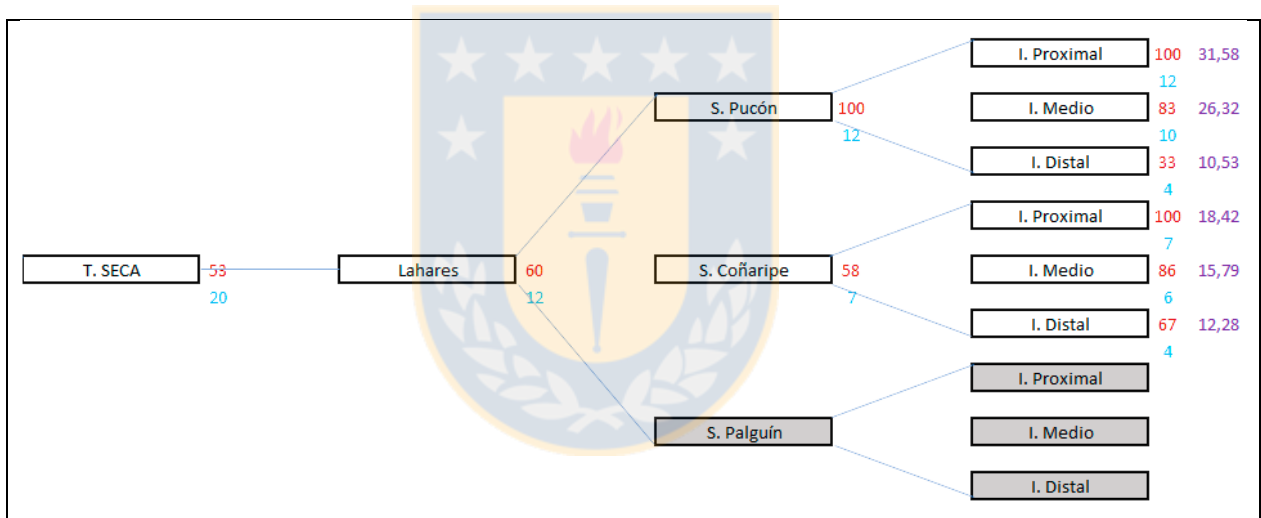 I. Proximal 100 31,58
12
S. Pucón 100 I. Medio 83 26,32
12 10
I. Distal 33 10,53
4
I. Proximal 100 18,42
7
T. SECA 53 Lahares 60 S. Coñaripe 58 I. Medio 86 15,79
20 12 7 6
I. Distal 67 12,28
4
I. Proximal
S. Palguín I. Medio
I. Distal